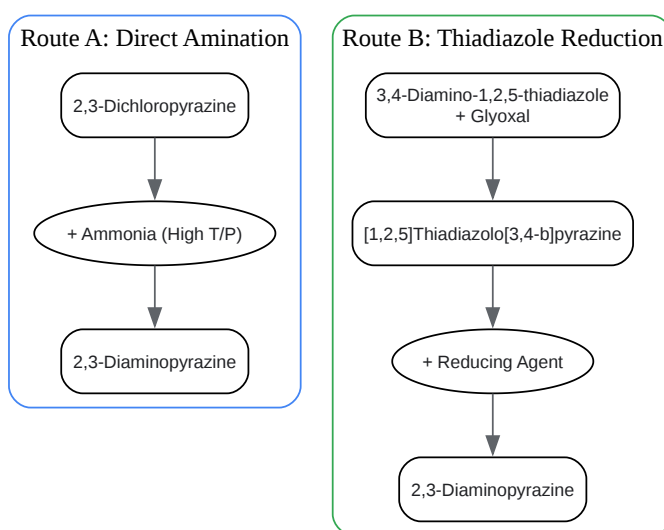 Route A: Direct Amination
2,3-Dichloropyrazine
+ Ammonia (High T/P)
2,3-Diaminopyrazine
Route B: Thiadiazole Reduction
3,4-Diamino-1,2,5-thiadiazole
+ Glyoxal
[1,2,5]Thiadiazolo[3,4-b]pyrazine
+ Reducing Agent
2,3-Diaminopyrazine